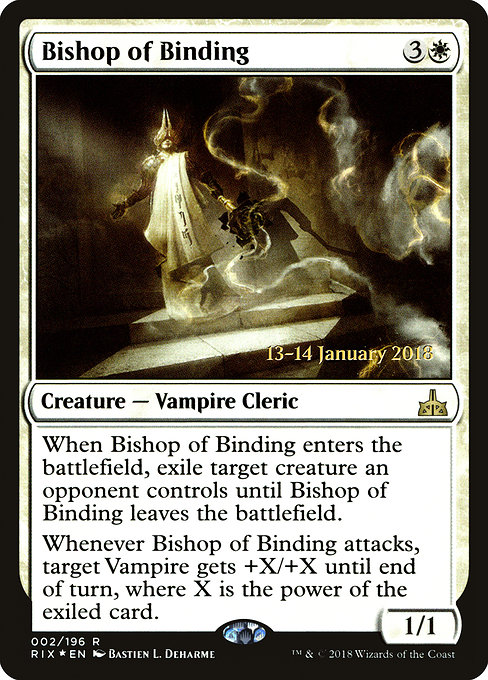 Bishop of Binding 3
13-14 January 2018
Creature — Vampire Cleric
When Bishop of Binding enters the
battlefield, exile target creature an
opponent controls until Bishop of
Binding leaves the battlefield.
Whenever Bishop of Binding attacks,
target Vampire gets +X/+X until end
of turn, where X is the power of the
exiled card.
1/1
002/196 R
RIX★EN Bastien L. Deharme
™ & © 2018 Wizards of the Coast